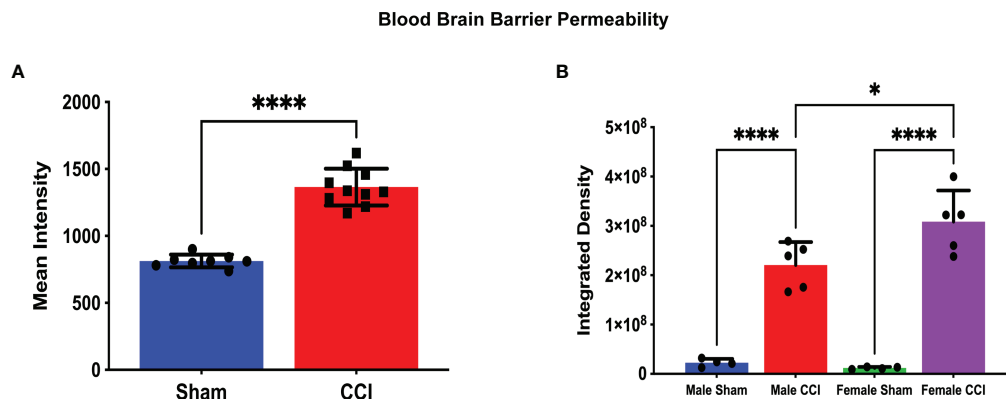 Blood Brain Barrier Permeability
A
Mean Intensity
2000
1500
1000
500
0
****
Sham
CCI
B
Integrated Density
5×10⁸
4×10⁸
3×10⁸
2×10⁸
1×10⁸
0
****
*
****
Male Sham
Male CCI
Female Sham
Female CCI